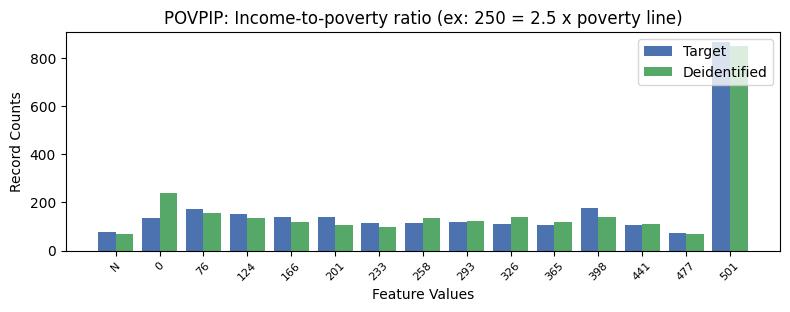 POVPIP: Income-to-poverty ratio (ex: 250 = 2.5 x poverty line)
Target
Deidentified
Record Counts
800
600
400
200
0
N 0 76 124 166 201 233 258 293 326 365 398 441 477 501
Feature Values